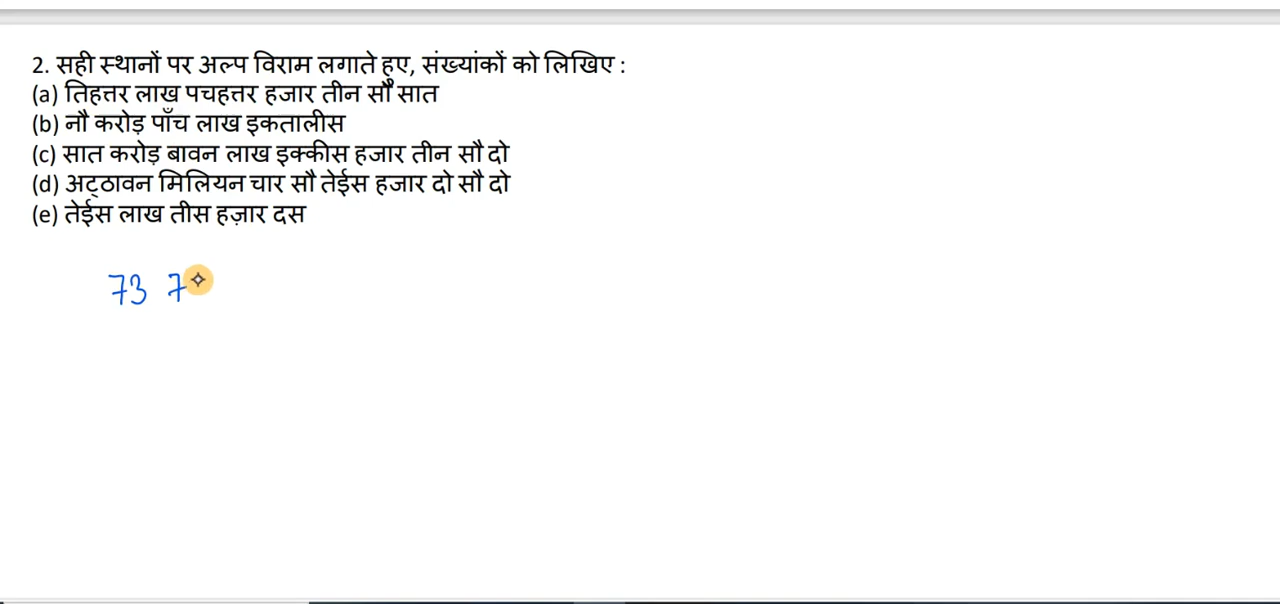 2. सही स्थानों पर अल्प विराम लगाते हुए, संख्यांकों को लिखिए :
(a) तिहत्तर लाख पचहत्तर हजार तीन सौ सात
(b) नौ करोड़ पाँच लाख इकतालीस
(c) सात करोड़ बावन लाख इक्कीस हजार तीन सौ दो
(d) अट्ठावन मिलियन चार सौ तेईस हजार दो सौ दो
(e) तेईस लाख तीस हज़ार दस
73 7